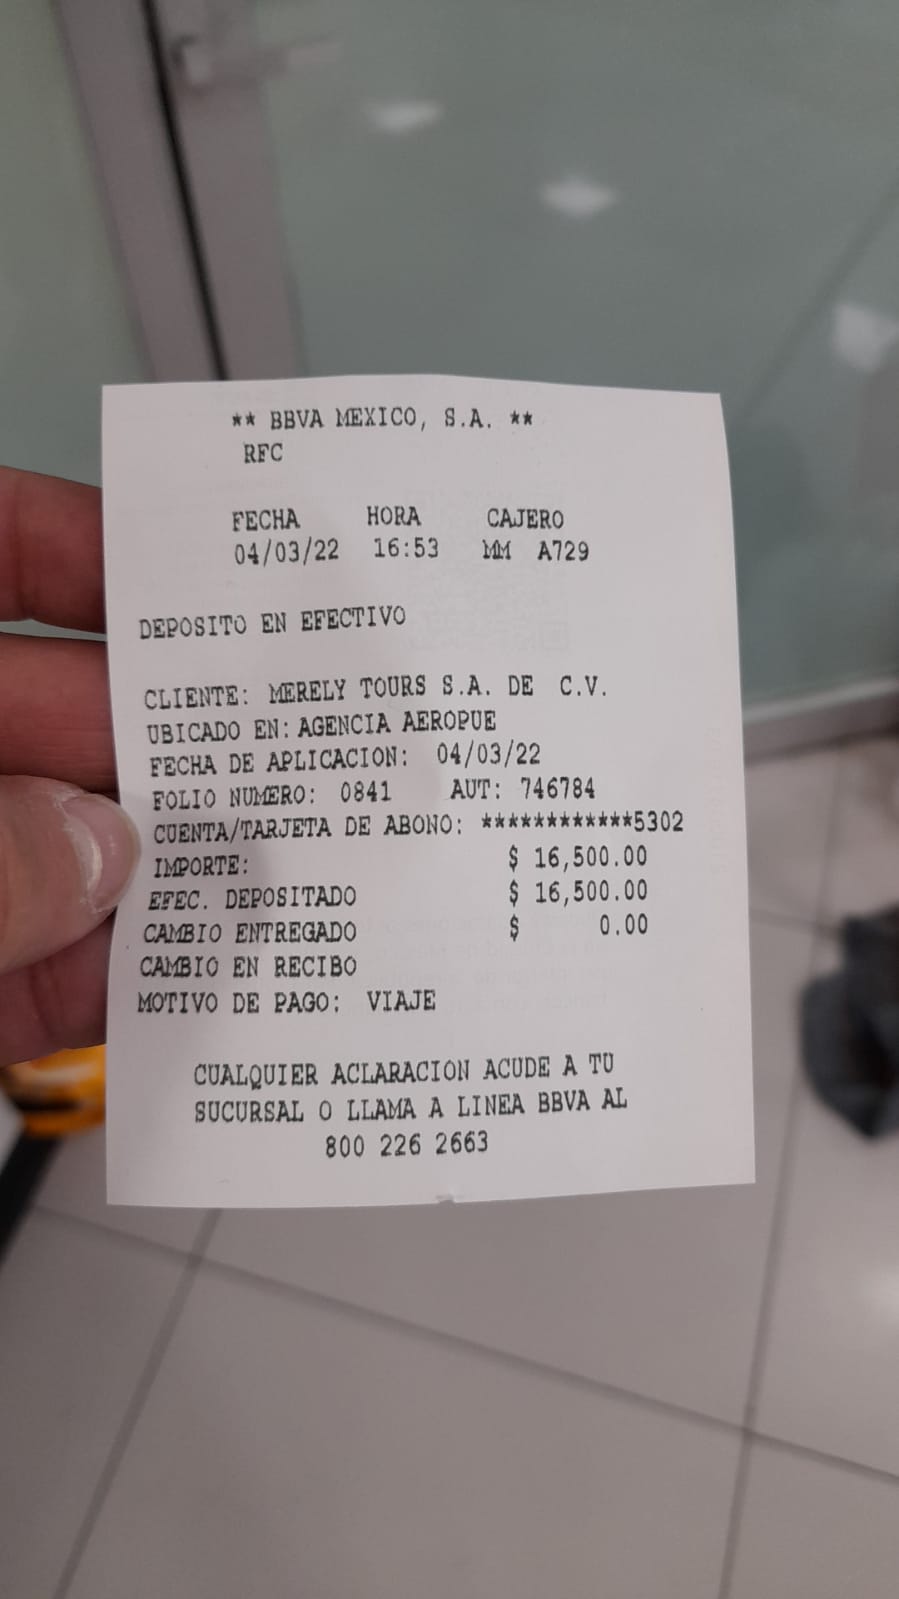 ** BBVA MEXICO, S.A. **
RFC
FECHA HORA CAJERO
04/03/22 16:53 MM A729
DEPOSITO EN EFECTIVO
CLIENTE: MERELY TOURS S.A. DE C.V.
UBICADO EN: AGENCIA AEROPUE
FECHA DE APLICACION: 04/03/22
FOLIO NUMERO: 0841 AUT: 746784
CUENTA/TARJETA DE ABONO: ************5302
IMPORTE: $ 16,500.00
EFEC. DEPOSITADO $ 16,500.00
CAMBIO ENTREGADO $ 0.00
CAMBIO EN RECIBO
MOTIVO DE PAGO: VIAJE
CUALQUIER ACLARACION ACUDE A TU
SUCURSAL O LLAMA A LINEA BBVA AL
800 226 2663